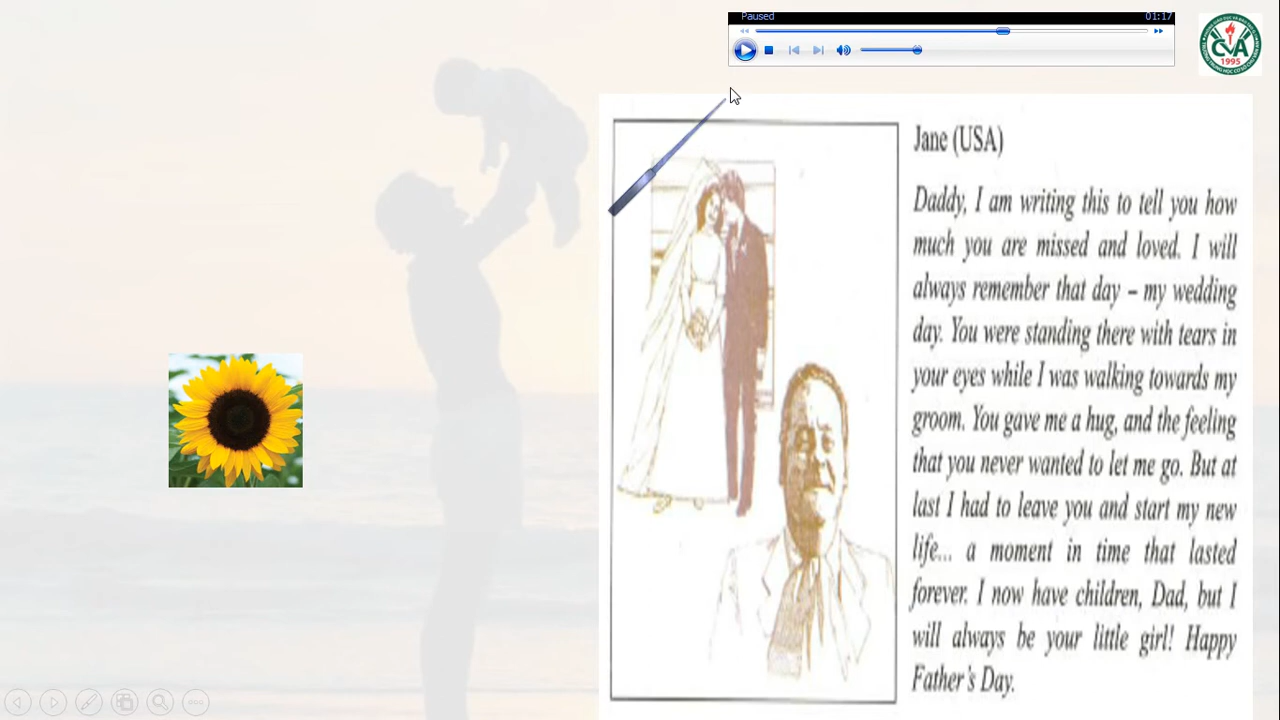 Paused
01:17
CVA
1995
Jane (USA)
Daddy, I am writing this to tell you how
much you are missed and loved. I will
always remember that day – my wedding
day. You were standing there with tears in
your eyes while I was walking towards my
groom. You gave me a hug, and the feeling
that you never wanted to let me go. But at
last I had to leave you and start my new
life... a moment in time that lasted
forever. I now have children, Dad, but I
will always be your little girl! Happy
Father's Day.